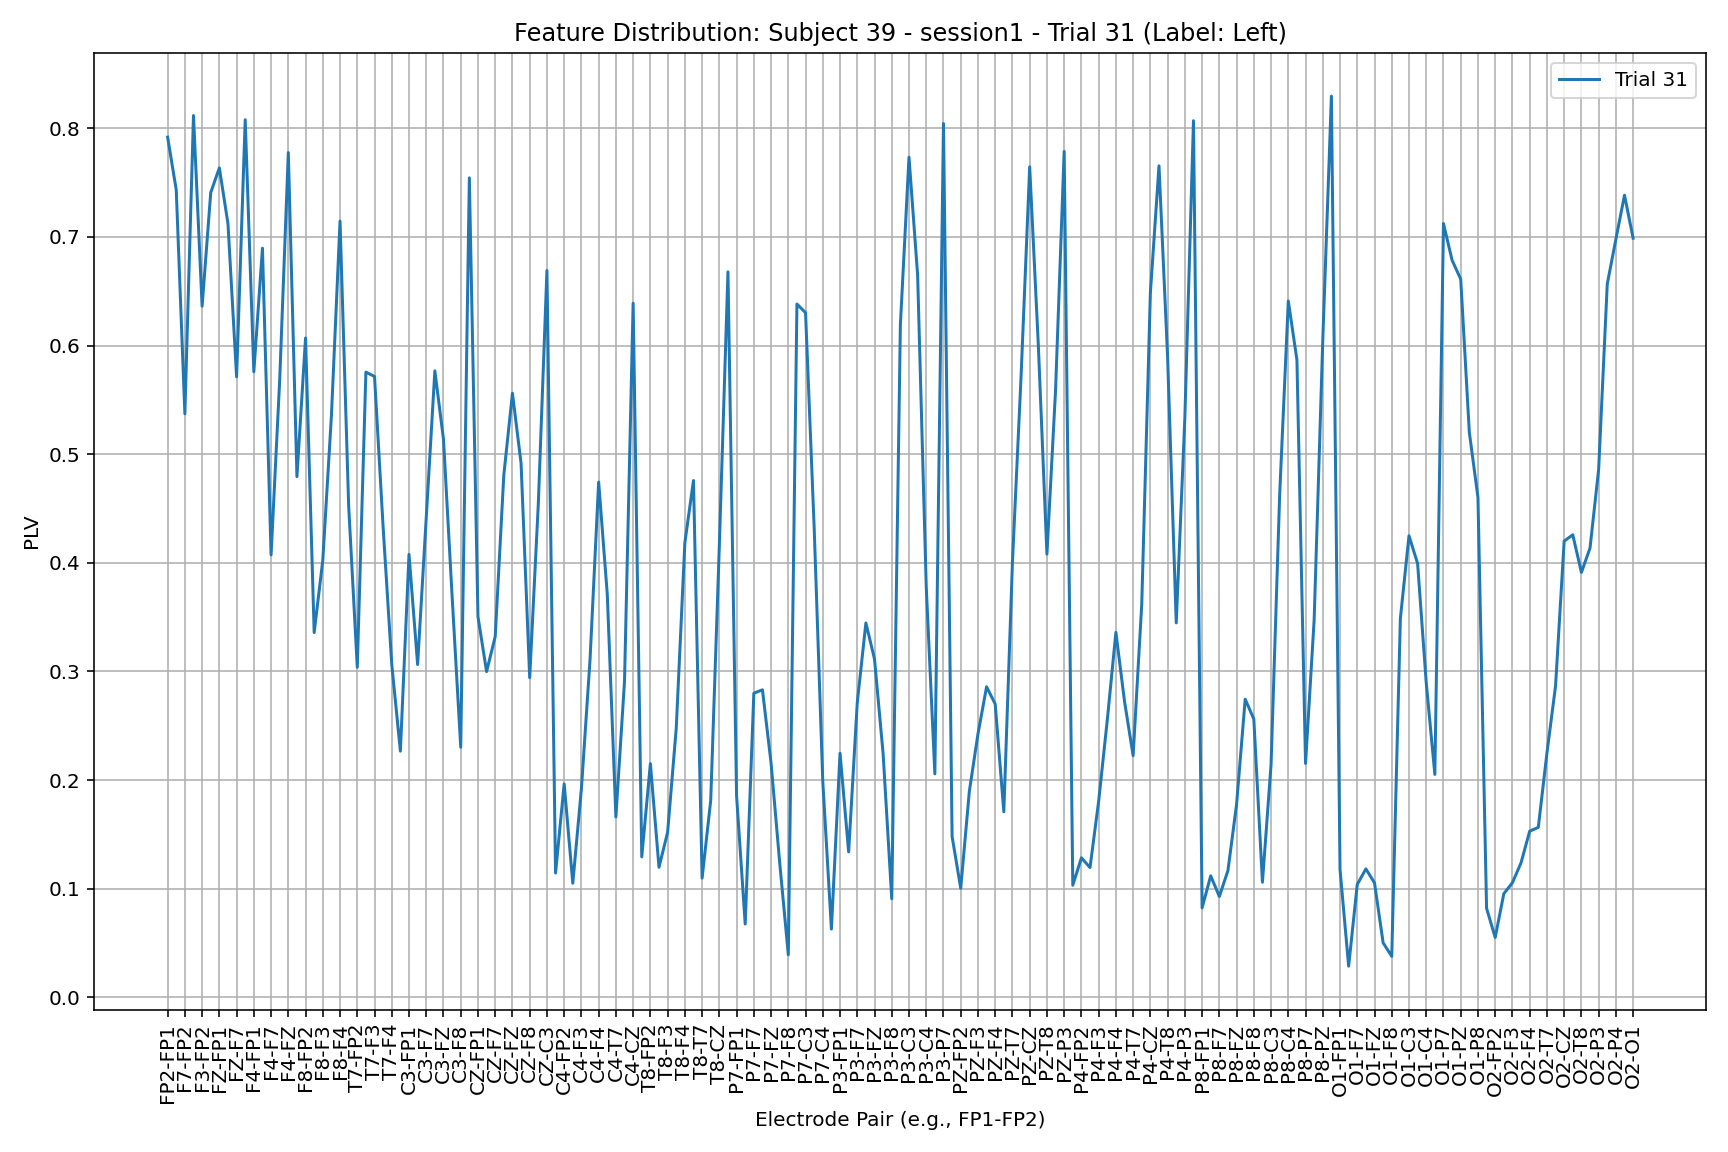 Feature Distribution: Subject 39 - session1 - Trial 31 (Label: Left)
Trial 31
PLV
0.8
0.7
0.6
0.5
0.4
0.3
0.2
0.1
0.0
FP2-FP1
F7-FP2
F3-FP2
FZ-FP1
FZ-F7
F4-FP1
F4-F7
F4-FZ
F8-FP2
F8-F3
F8-F4
T7-FP2
T7-F3
T7-F4
C3-FP1
C3-F7
C3-FZ
C3-F8
CZ-FP1
CZ-F7
CZ-FZ
CZ-F8
CZ-C3
C4-FP2
C4-F3
C4-F4
C4-T7
C4-CZ
T8-FP2
T8-F3
T8-F4
T8-T7
T8-CZ
P7-FP1
P7-F7
P7-FZ
P7-F8
P7-C3
P7-C4
P3-FP1
P3-F7
P3-FZ
P3-F8
P3-C3
P3-C4
P3-P7
PZ-FP2
PZ-F3
PZ-F4
PZ-T7
PZ-CZ
PZ-T8
PZ-P3
P4-FP2
P4-F3
P4-F4
P4-T7
P4-CZ
P4-T8
P4-P3
P8-FP1
P8-F7
P8-FZ
P8-F8
P8-C3
P8-C4
P8-P7
P8-PZ
O1-FP1
O1-F7
O1-FZ
O1-F8
O1-C3
O1-C4
O1-P7
O1-PZ
O1-P8
O2-FP2
O2-F3
O2-F4
O2-T7
O2-CZ
O2-T8
O2-P3
O2-P4
O2-O1
Electrode Pair (e.g., FP1-FP2)